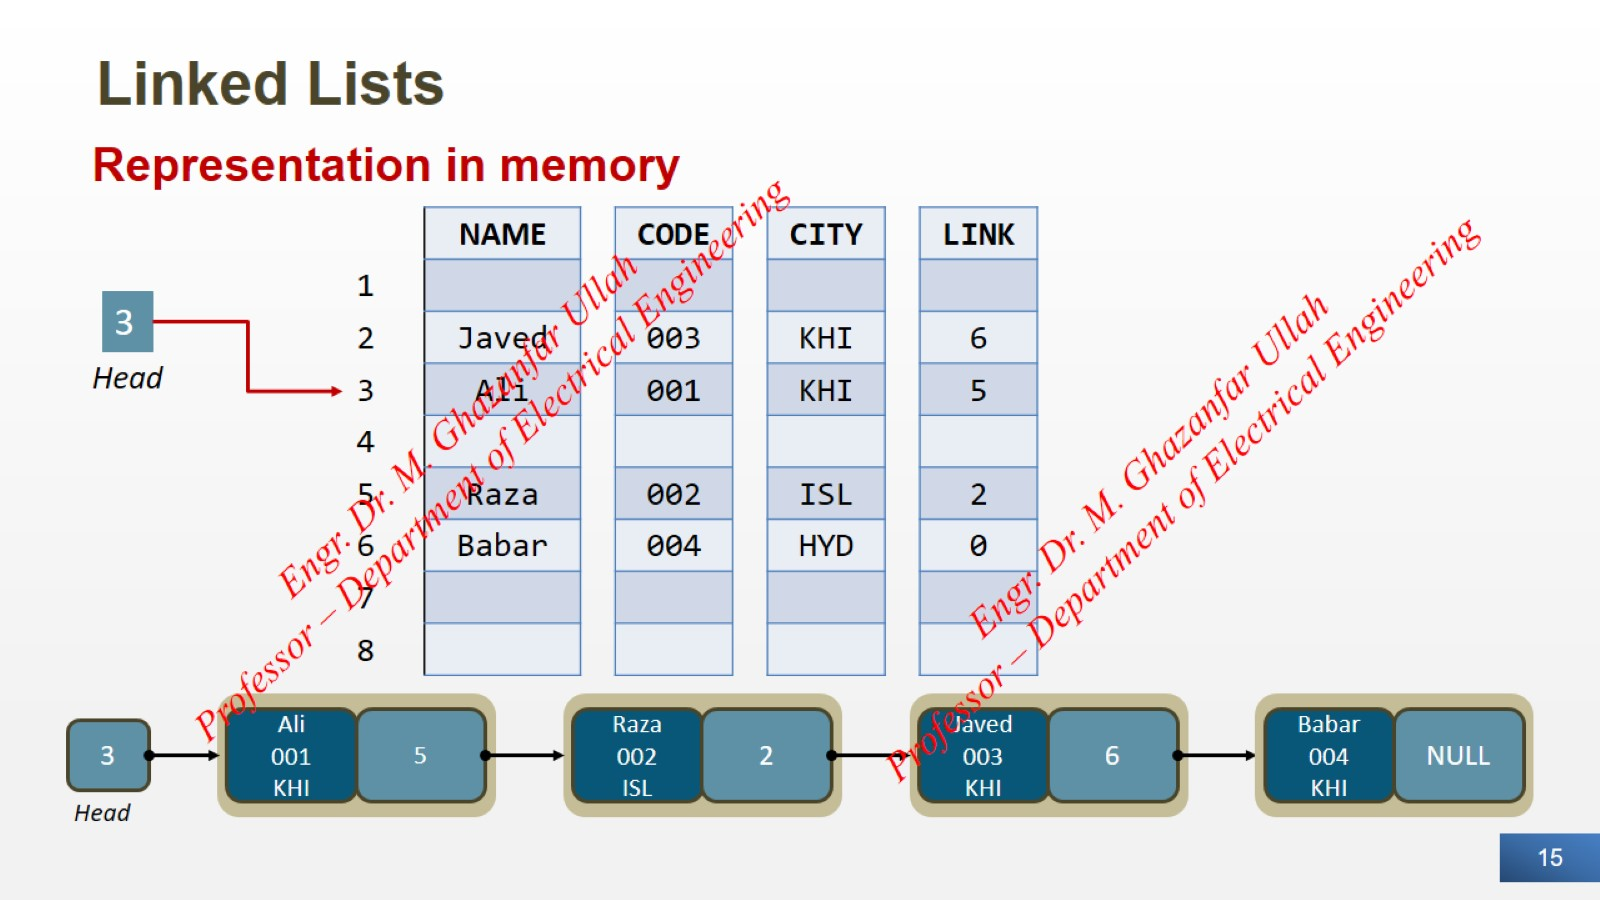 Linked Lists
Representation in memory
NAME CODE CITY LINK
1
2 Javed 003 KHI 6
3 Ali 001 KHI 5
4
5 Raza 002 ISL 2
6 Babar 004 HYD 0
7
8
3
Head
Engr. Dr. M. Ghazanfar Ullah
Professor – Department of Electrical Engineering
Engr. Dr. M. Ghazanfar Ullah
Professor – Department of Electrical Engineering
3
Head
Ali
001
KHI
5
Raza
002
ISL
2
Javed
003
KHI
6
Babar
004
KHI
NULL
15